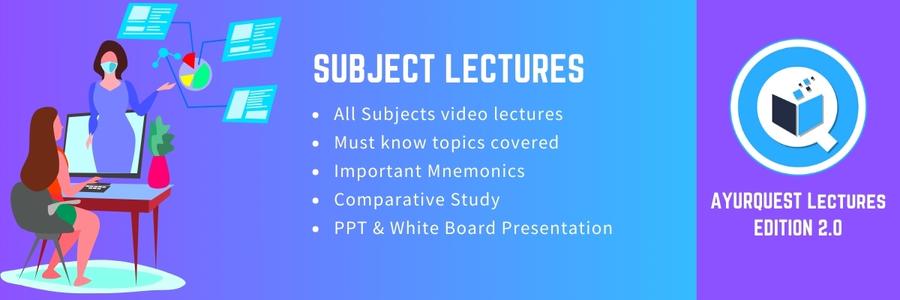 SUBJECT LECTURES
• All Subjects video lectures
• Must know topics covered
• Important Mnemonics
• Comparative Study
• PPT & White Board Presentation
AYURQUEST Lectures
EDITION 2.0